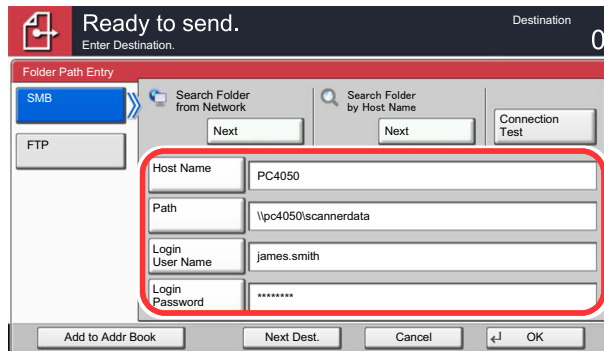 Ready to send.
Destination
Enter Destination.
0
Folder Path Entry
SMB
FTP
Search Folder
from Network
Next
Search Folder
by Host Name
Next
Connection
Test
Host Name
PC4050
Path
\\pc4050\scannerdata
Login
User Name
james.smith
Login
Password
********
Add to Addr Book
Next Dest.
Cancel
OK